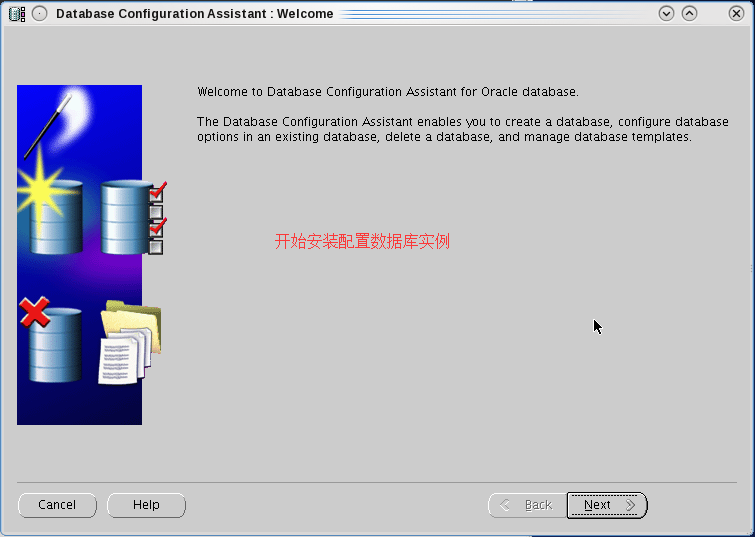 Database Configuration Assistant : Welcome
Welcome to Database Configuration Assistant for Oracle database.
The Database Configuration Assistant enables you to create a database, configure database
options in an existing database, delete a database, and manage database templates.
开始安装配置数据库实例
Cancel
Help
Back
Next